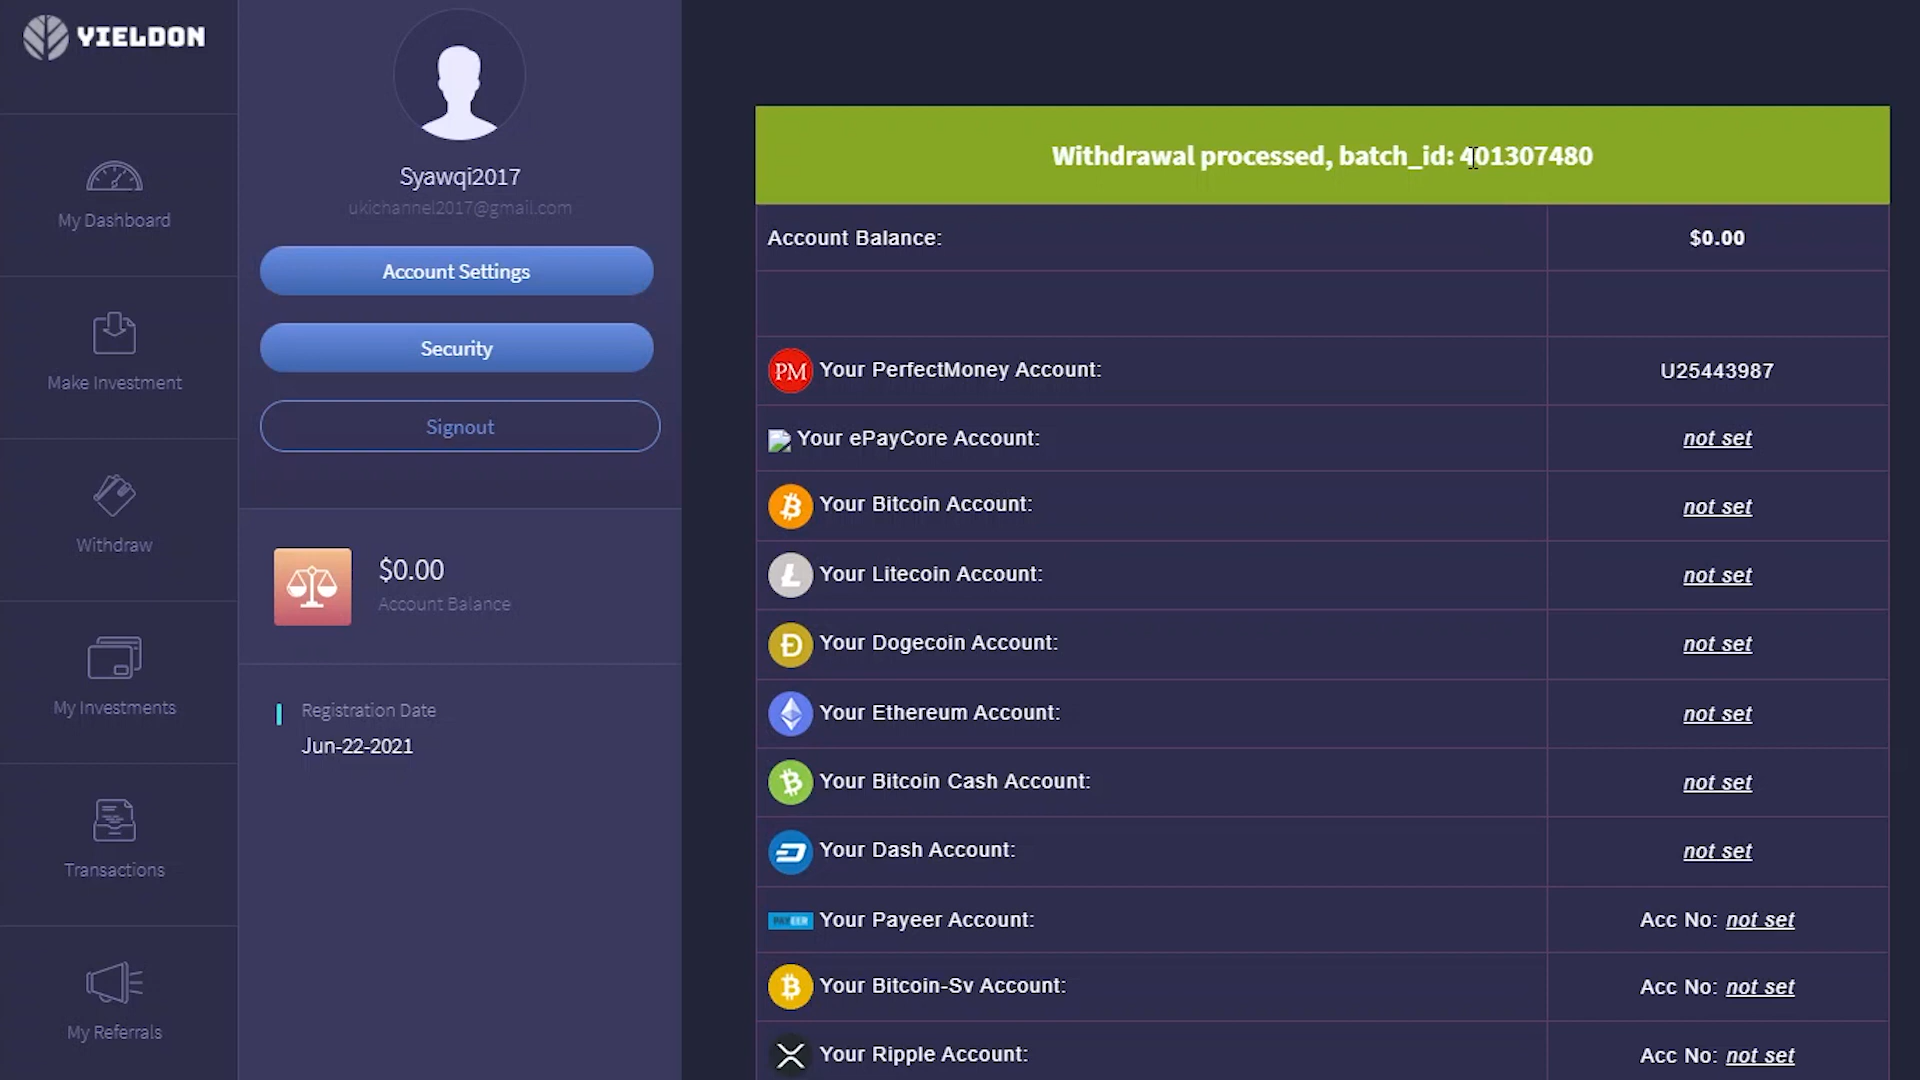 YIELDON
My Dashboard
Make Investment
Withdraw
My Investments
Transactions
My Referrals
Syawqi2017
ukichannel2017@gmail.com
Account Settings
Security
Signout
$0.00
Account Balance
Registration Date
Jun-22-2021
Withdrawal processed, batch_id: 401307480
Account Balance: $0.00
PM Your PerfectMoney Account: U25443987
Your ePayCore Account: not set
Your Bitcoin Account: not set
Your Litecoin Account: not set
Your Dogecoin Account: not set
Your Ethereum Account: not set
Your Bitcoin Cash Account: not set
Your Dash Account: not set
PAYEER Your Payeer Account: Acc No: not set
Your Bitcoin-Sv Account: Acc No: not set
Your Ripple Account: Acc No: not set